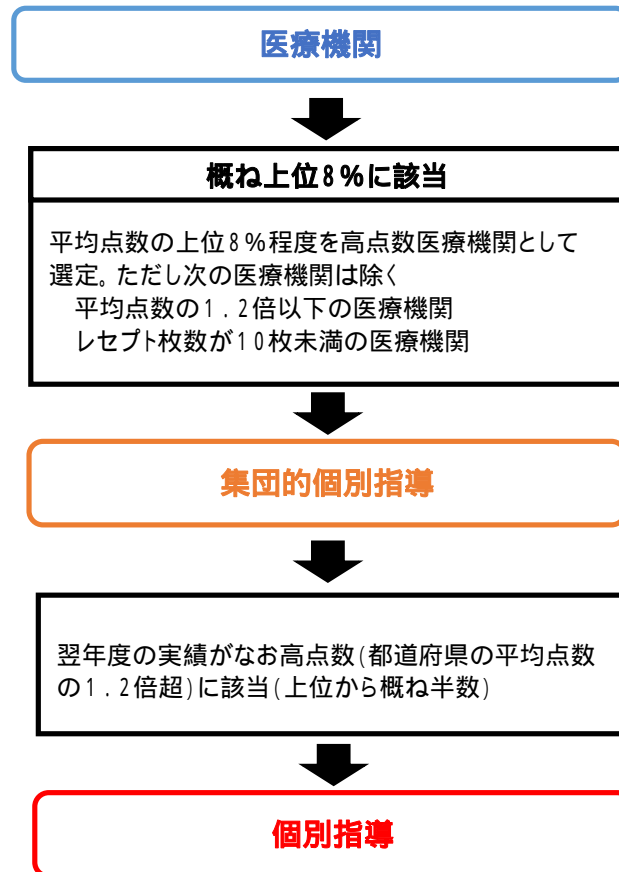 医療機関
概ね上位8%に該当
平均点数の上位8%程度を高点数医療機関として
選定。ただし次の医療機関は除く
平均点数の1.2倍以下の医療機関
レセプト枚数が10枚未満の医療機関
集団的個別指導
翌年度の実績がなお高点数(都道府県の平均点数
の1.2倍超)に該当(上位から概ね半数)
個別指導